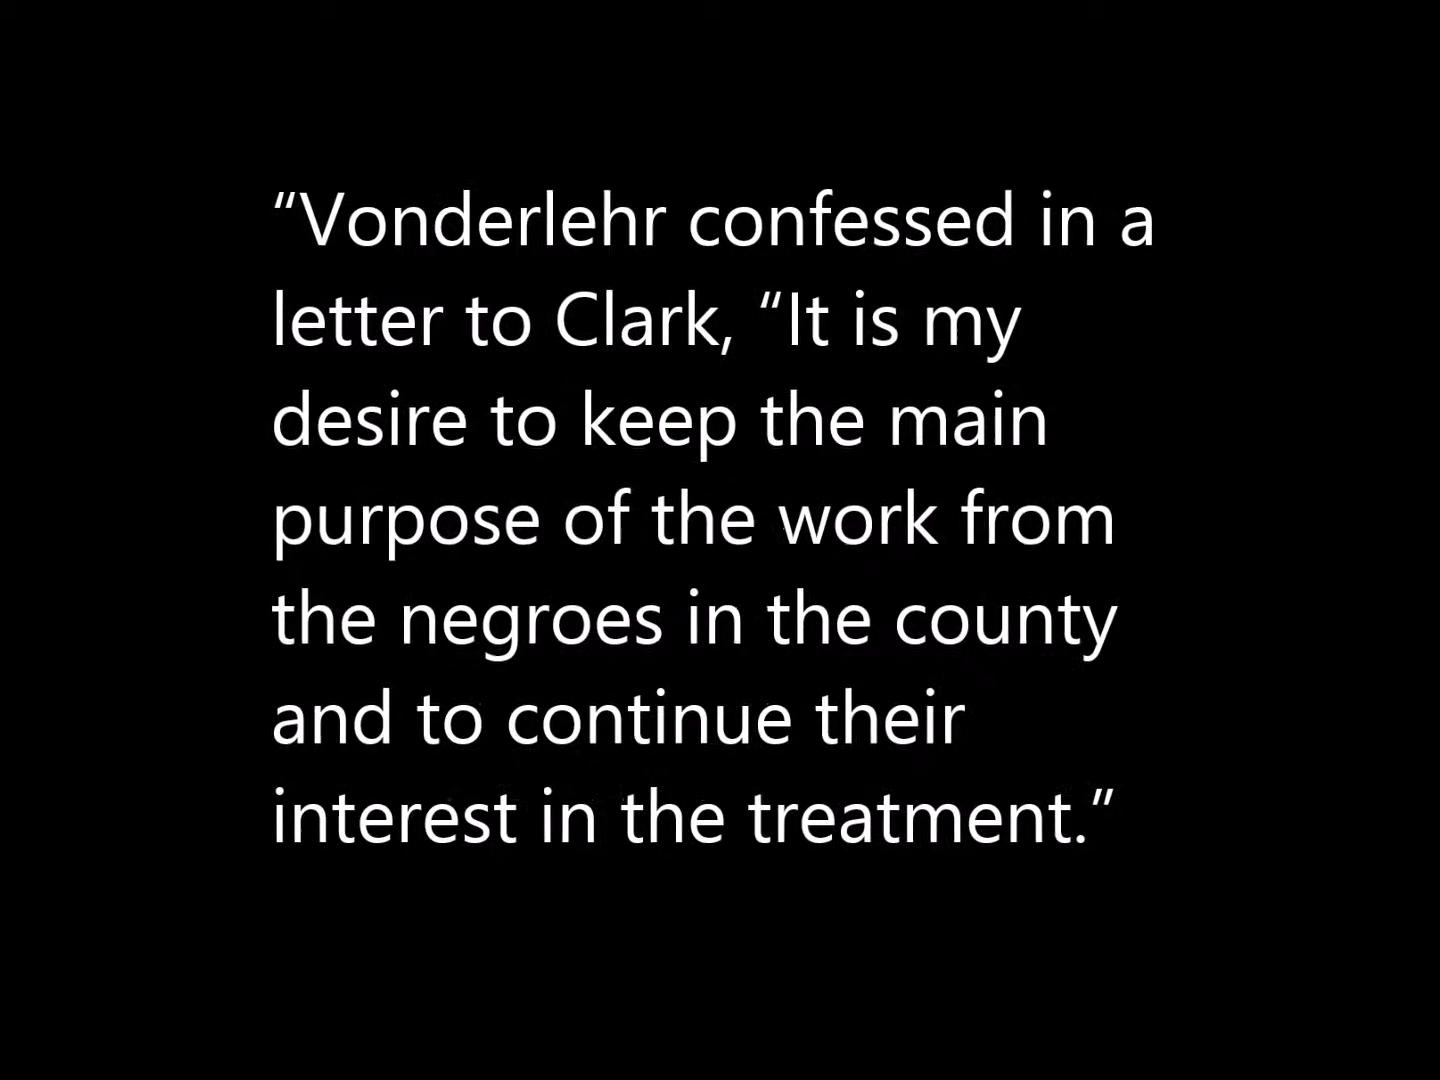 “Vonderlehr confessed in a
letter to Clark, “It is my
desire to keep the main
purpose of the work from
the negroes in the county
and to continue their
interest in the treatment.”